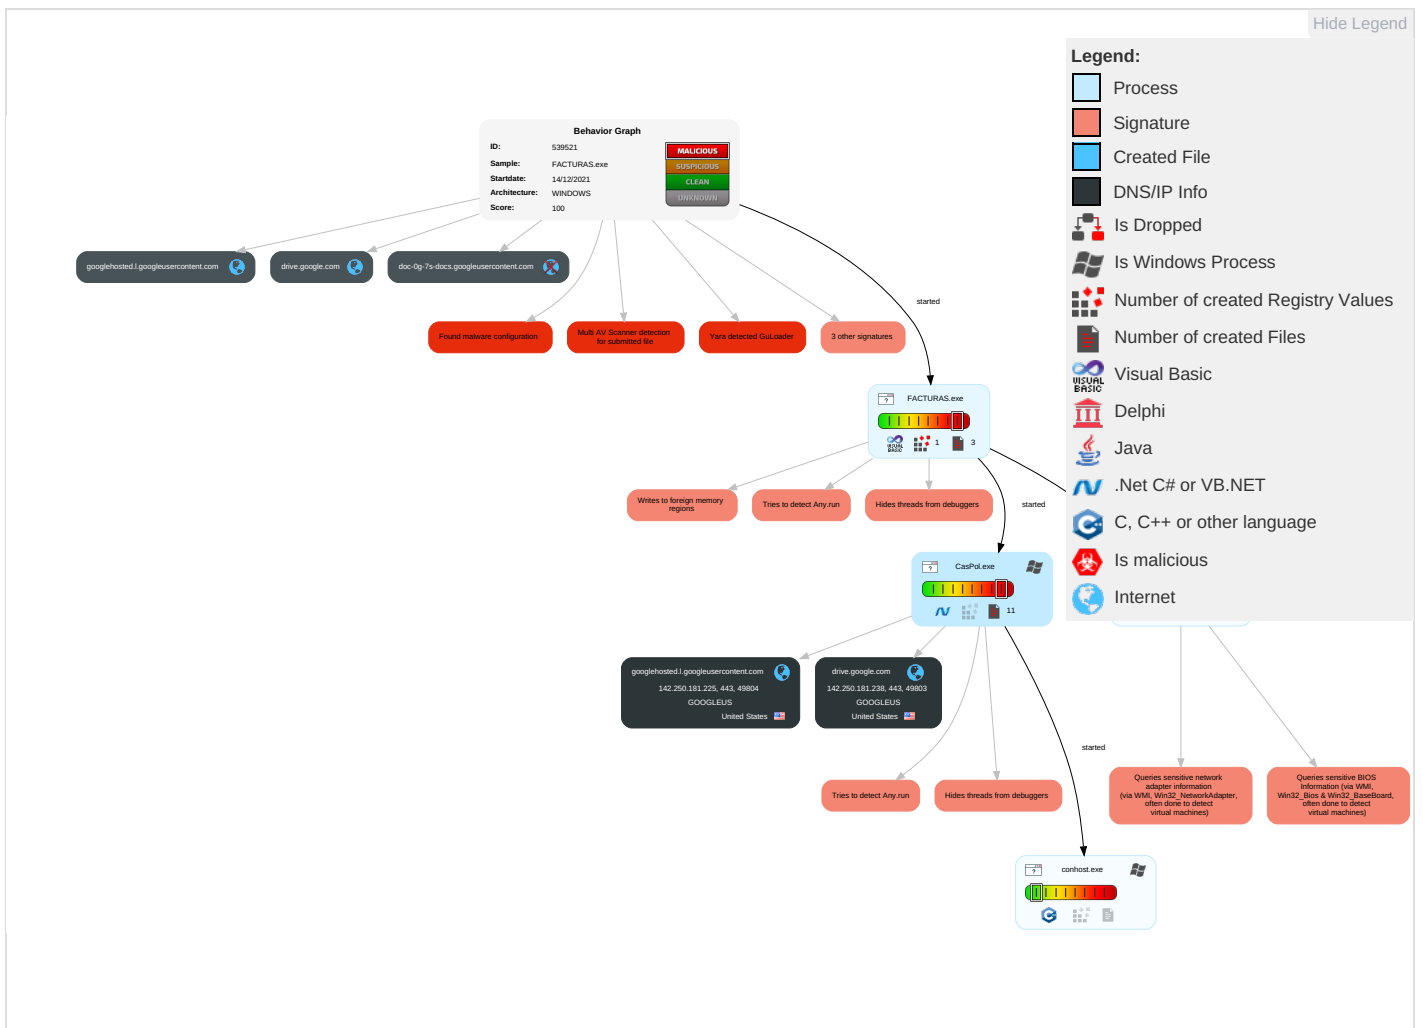 Hide Legend
Legend:
Process
Signature
Created File
DNS/IP Info
Is Dropped
Is Windows Process
Number of created Registry Values
Number of created Files
VISUAL
BASIC
Visual Basic
Delphi
Java
.Net C# or VB.NET
C, C++ or other language
Is malicious
Internet
Behavior Graph
ID: 539521
Sample: FACTURAS.exe
Startdate: 14/12/2021
Architecture: WINDOWS
Score: 100
MALICIOUS
SUSPICIOUS
CLEAN
UNKNOWN
googlehosted.l.googleusercontent.com
drive.google.com
doc-0g-7s-docs.googleusercontent.com
started
Found malware configuration
Multi AV Scanner detection
for submitted file
Yara detected GuLoader
3 other signatures
FACTURAS.exe
VISUAL
BASIC
1
3
Writes to foreign memory
regions
Tries to detect Any.run
Hides threads from debuggers
started
CasPol.exe
11
googlehosted.l.googleusercontent.com
142.250.181.225, 443, 49804
GOOGLEUS
United States
drive.google.com
142.250.181.238, 443, 49803
GOOGLEUS
United States
started
Tries to detect Any.run
Hides threads from debuggers
Queries sensitive network
adapter information
(via WMI, Win32_NetworkAdapter,
often done to detect
virtual machines)
Queries sensitive BIOS
Information (via WMI,
Win32_Bios & Win32_BaseBoard,
often done to detect
virtual machines)
conhost.exe